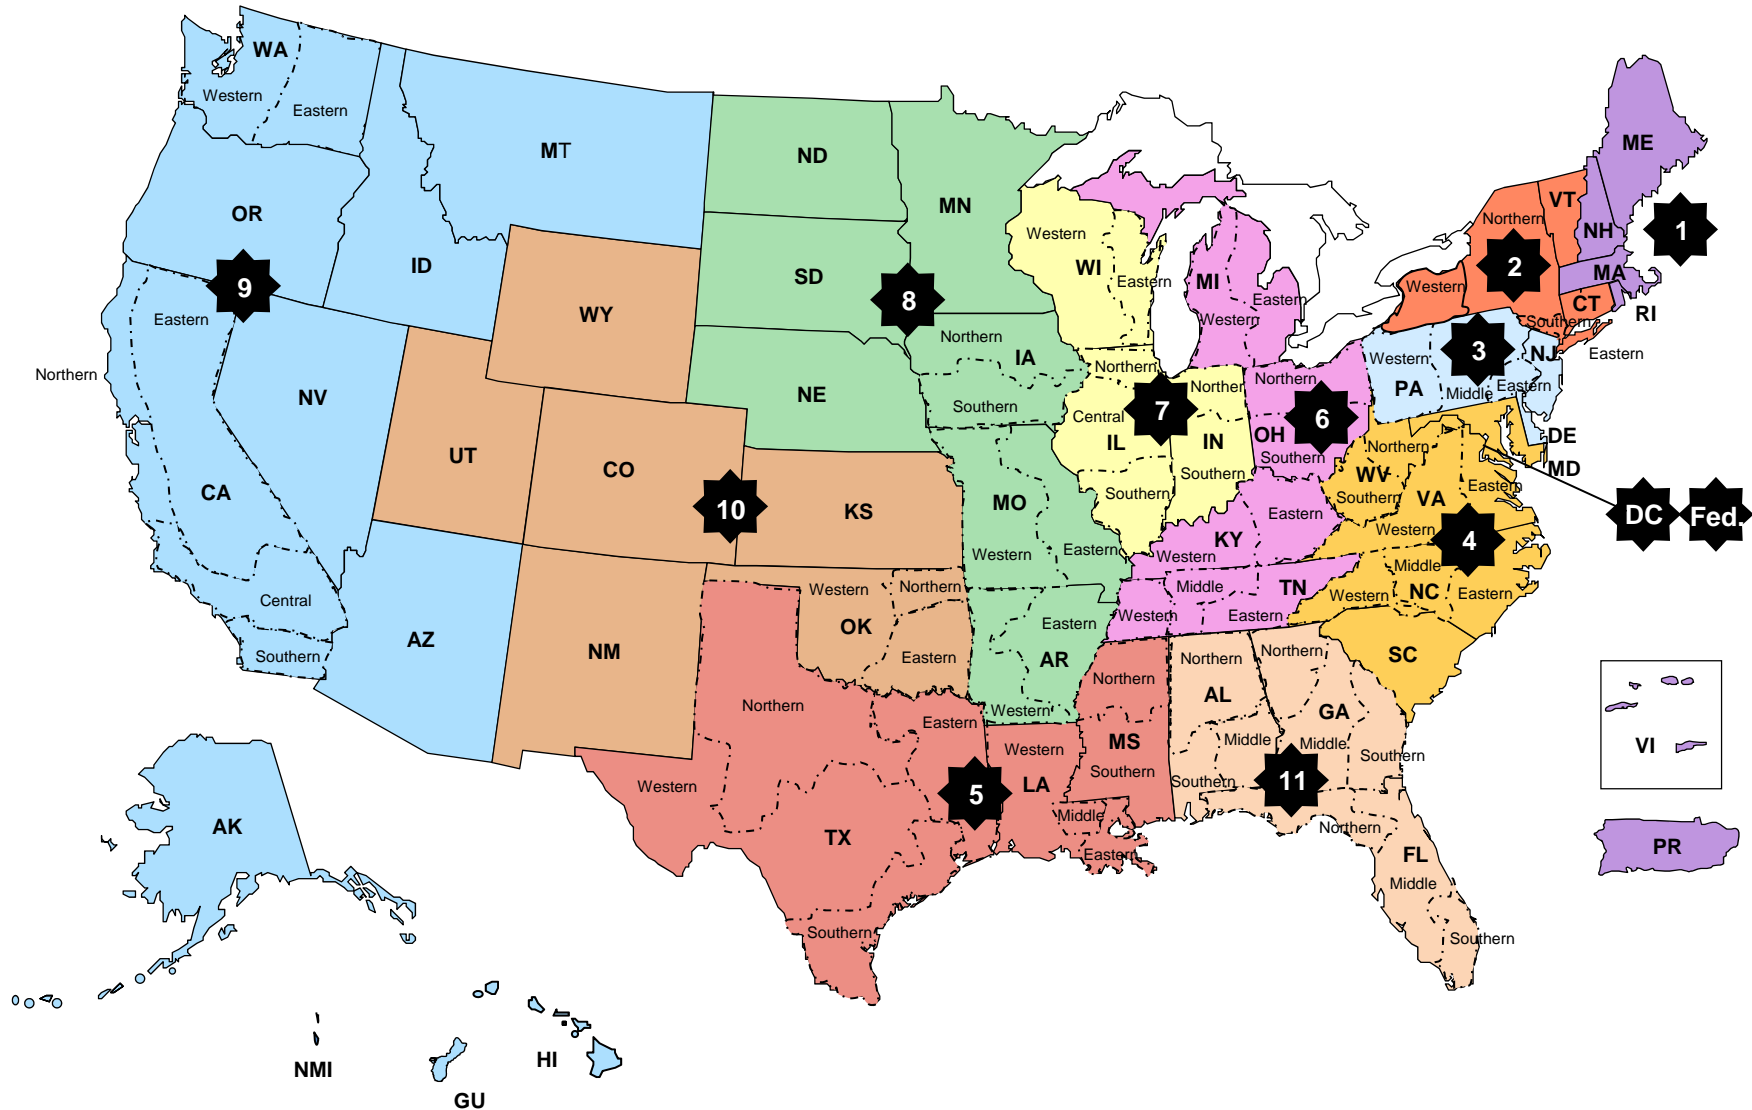 WA
Western
Eastern
MT
ND
MN
OR
ID
SD
WY
9
8
Northern
Eastern
NV
CA
Central
Southern
UT
CO
10
KS
NE
AZ
NM
Northern
IA
Southern
MO
Western
Eastern
Eastern
AR
Western
Western
Northern
OK
Eastern
Northern
Eastern
Western
TX
Southern
5
Western
LA
Middle
Eastern
Northern
MS
Southern
Western
WI
Eastern
Northern
Central
IL
Southern
7
Norther
IN
Southern
MI
Western
Eastern
Northern
6
OH
Southern
Eastern
KY
Western
Middle
TN
Western
Eastern
Northern
AL
Middle
Southern
Northern
GA
Middle
Southern
11
Northern
FL
Middle
Southern
ME
1
VT
NH
MA
CT
RI
Northern
2
Western
Southern
Eastern
3
Western
PA
Middle
Eastern
NJ
DE
MD
Northern
WV
Southern
VA
Eastern
Western
4
Middle
Western
NC
Eastern
SC
DC
Fed.
VI
PR
AK
NMI
GU
HI